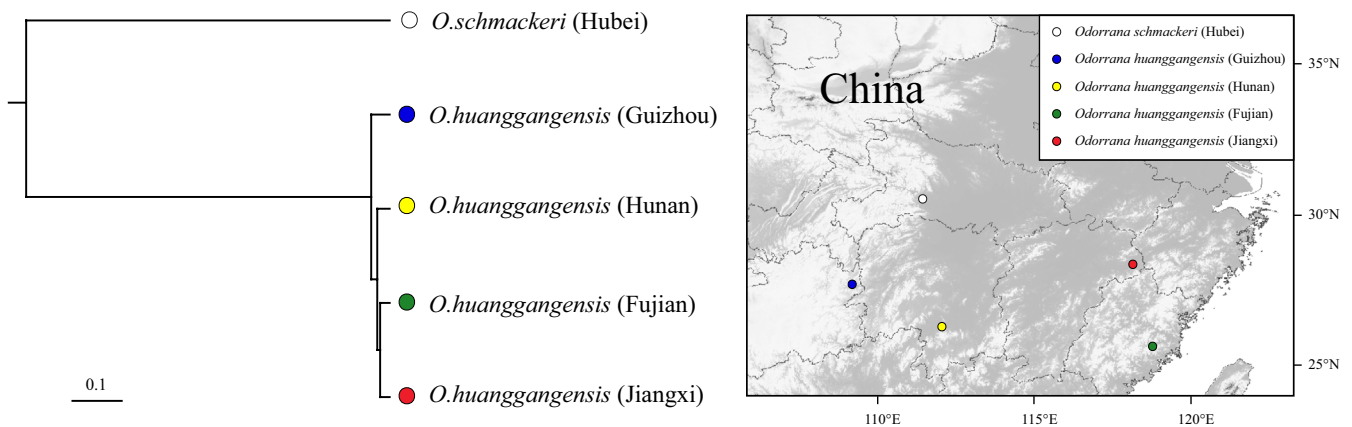 O.schmackeri (Hubei)
O.huanggangensis (Guizhou)
O.huanggangensis (Hunan)
O.huanggangensis (Fujian)
O.huanggangensis (Jiangxi)
0.1
China
Odorrana schmackeri (Hubei)
Odorrana huanggangensis (Guizhou)
Odorrana huanggangensis (Hunan)
Odorrana huanggangensis (Fujian)
Odorrana huanggangensis (Jiangxi)
35°N
30°N
25°N
110°E
115°E
120°E